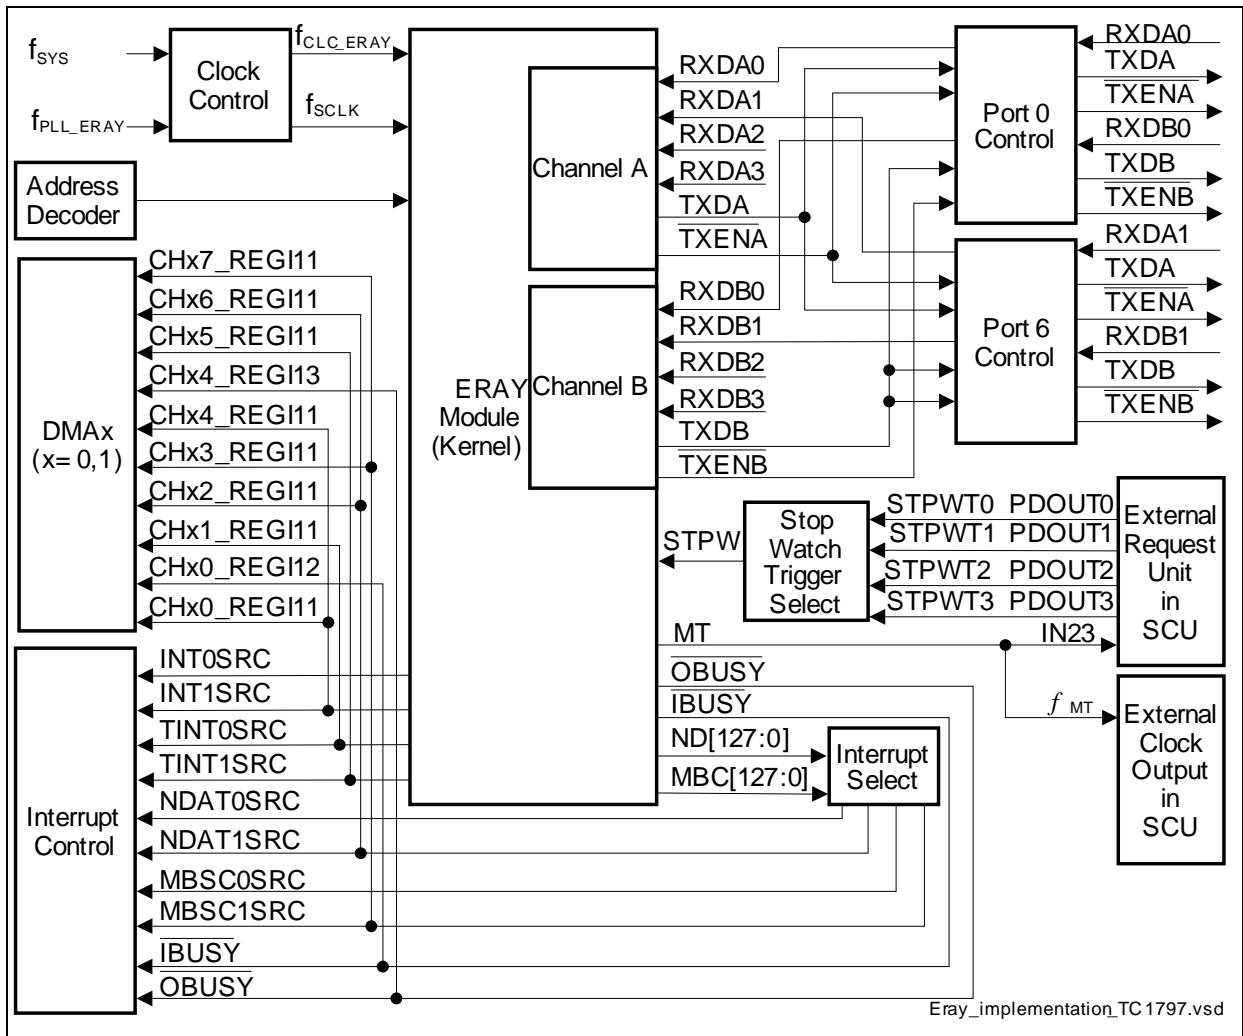 f_SYS
f_PLL_ERAY
Clock
Control
f_CLC_ERAY
f_SCLK
Address
Decoder
DMAx
(x= 0,1)
CHx7_REGI11
CHx6_REGI11
CHx5_REGI11
CHx4_REGI13
CHx4_REGI11
CHx3_REGI11
CHx2_REGI11
CHx1_REGI11
CHx0_REGI12
CHx0_REGI11
Interrupt
Control
INT0SRC
INT1SRC
TINT0SRC
TINT1SRC
NDAT0SRC
NDAT1SRC
MBSC0SRC
MBSC1SRC
IBUSY
OBUSY
ERAY
Module
(Kernel)
Channel A
Channel B
RXDA0
RXDA1
RXDA2
RXDA3
TXDA
TXENA
RXDB0
RXDB1
RXDB2
RXDB3
TXDB
TXENB
STPW
MT
OBUSY
IBUSY
ND[127:0]
MBC[127:0]
Interrupt
Select
Stop
Watch
Trigger
Select
STPWT0 PDOUT0
STPWT1 PDOUT1
STPWT2 PDOUT2
STPWT3 PDOUT3
IN23
f_MT
Port 0
Control
RXDA0
TXDA
TXENA
RXDB0
TXDB
TXENB
Port 6
Control
RXDA1
TXDA
TXENA
RXDB1
TXDB
TXENB
External
Request
Unit
in
SCU
External
Clock
Output
in
SCU
Eray_implementation_TC1797.vsd